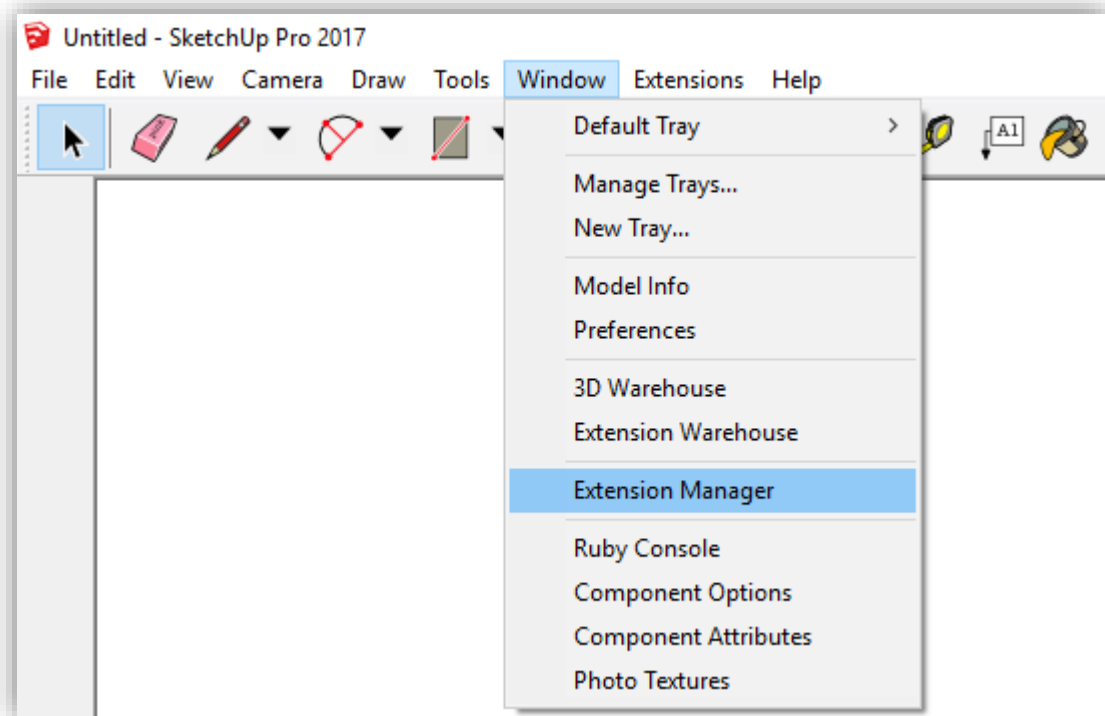 Untitled - SketchUp Pro 2017
File Edit View Camera Draw Tools Window Extensions Help
A1
Default Tray >
Manage Trays...
New Tray...
Model Info
Preferences
3D Warehouse
Extension Warehouse
Extension Manager
Ruby Console
Component Options
Component Attributes
Photo Textures